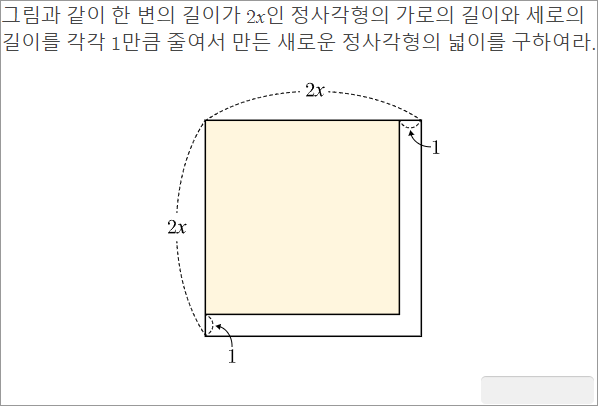 그림과 같이 한 변의 길이가 2x인 정사각형의 가로의 길이와 세로의
길이를 각각 1만큼 줄여서 만든 새로운 정사각형의 넓이를 구하여라.
2x
1
2x
1